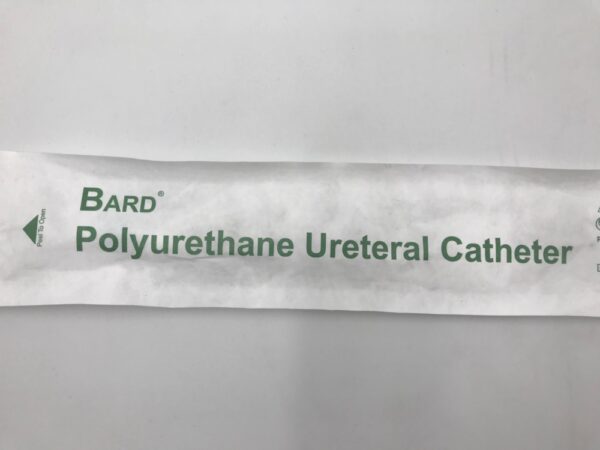 BARD®
Polyurethane Ureteral Catheter
Peel To Open